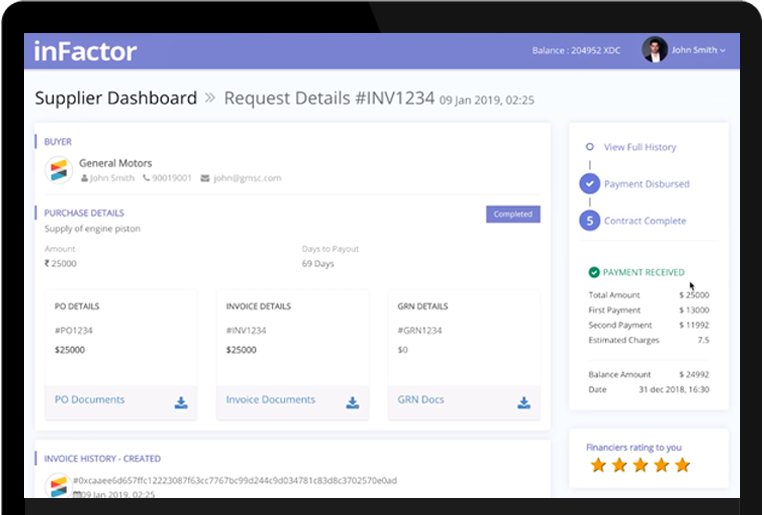 inFactor
Balance : 204952 XDC
John Smith
Supplier Dashboard » Request Details #INV1234 09 Jan 2019, 02:25
BUYER
General Motors
John Smith 90019001 john@gmsc.com
PURCHASE DETAILS
Completed
Supply of engine piston
Amount Days to Payout
₹ 25000 69 Days
PO DETAILS
#PO1234
$25000
PO Documents
INVOICE DETAILS
#INV1234
$25000
Invoice Documents
GRN DETAILS
#GRN1234
$0
GRN Docs
INVOICE HISTORY - CREATED
#0xcaaee6d657ffc12223087f63cc7767bc99d244c9d034781c83d8c3702570e0ad
09 Jan 2019, 02:25
View Full History
Payment Disbursed
5 Contract Complete
PAYMENT RECEIVED
Total Amount $ 25000
First Payment $ 13000
Second Payment $ 11992
Estimated Charges 7.5
Balance Amount $ 24992
Date 31 dec 2018, 16:30
Financiers rating to you